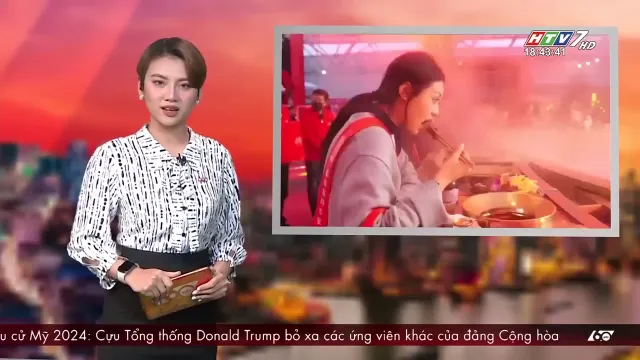 HTV7 HD
18:43:41
ử Mỹ 2024: Cựu Tổng thống Donald Trump bỏ xa các ứng viên khác của đảng Cộng hòa